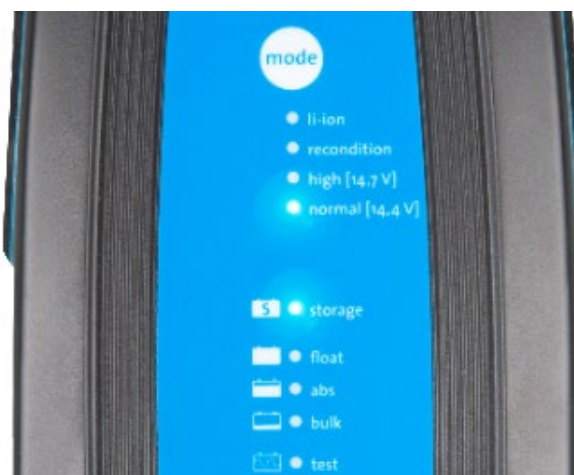 mode
li-ion
recondition
high [14,7 V]
normal [14,4 V]
S storage
float
abs
bulk
test